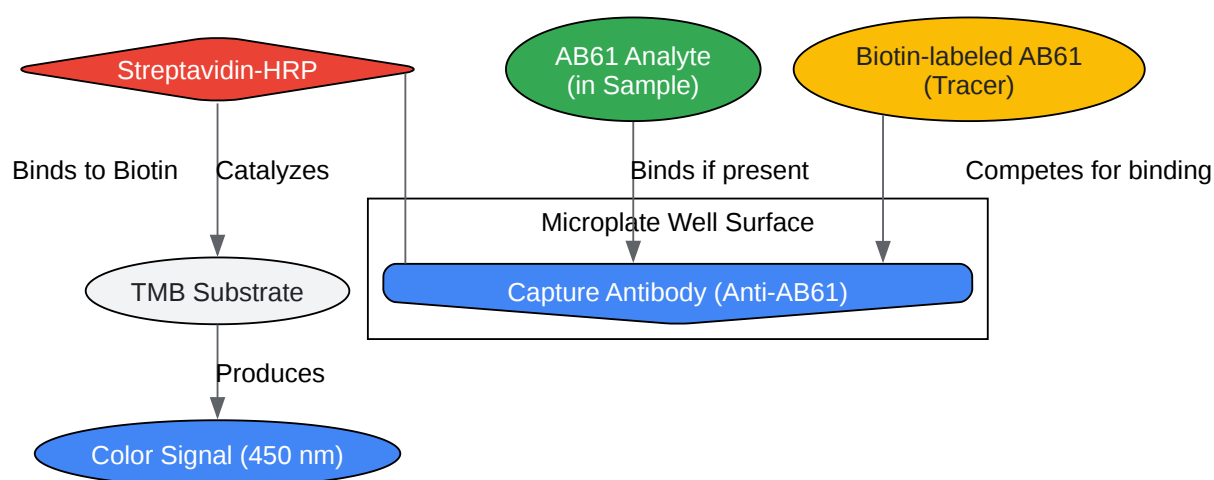 Streptavidin-HRP
AB61 Analyte
(in Sample)
Biotin-labeled AB61
(Tracer)
Binds to Biotin
Catalyzes
Binds if present
Competes for binding
Microplate Well Surface
TMB Substrate
Capture Antibody (Anti-AB61)
Produces
Color Signal (450 nm)